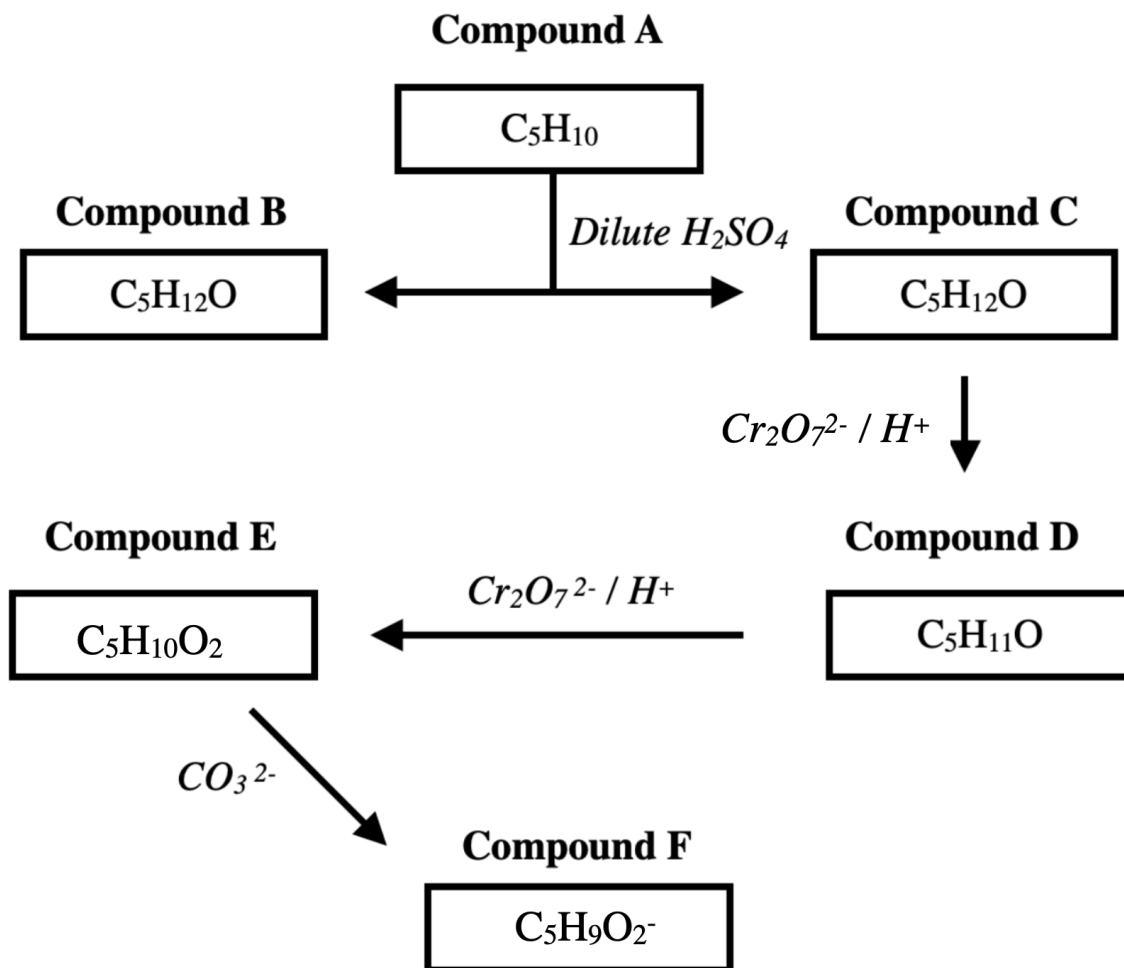 Compound A
C₅H₁₀
Compound B
Dilute H₂SO₄
Compound C
C₅H₁₂O
C₅H₁₂O
Cr₂O₇²⁻ / H⁺
Compound E
Compound D
Cr₂O₇²⁻ / H⁺
C₅H₁₀O₂
C₅H₁₁O
CO₃²⁻
Compound F
C₅H₉O₂⁻